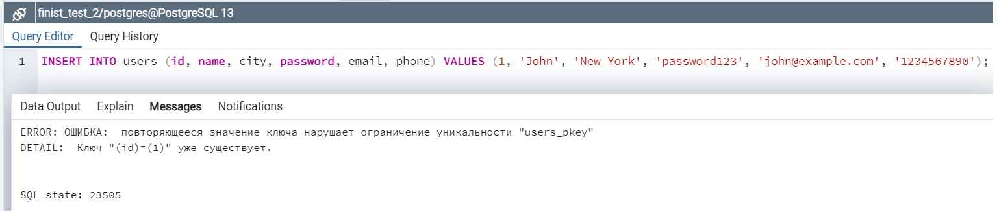 finist_test_2/postgres@PostgreSQL 13
Query Editor Query History
1 INSERT INTO users (id, name, city, password, email, phone) VALUES (1, 'John', 'New York', 'password123', 'john@example.com', '1234567890');
Data Output Explain Messages Notifications
ERROR: ОШИБКА:  повторяющееся значение ключа нарушает ограничение уникальности "users_pkey"
DETAIL:  Ключ "(id)=(1)" уже существует.
SQL state: 23505